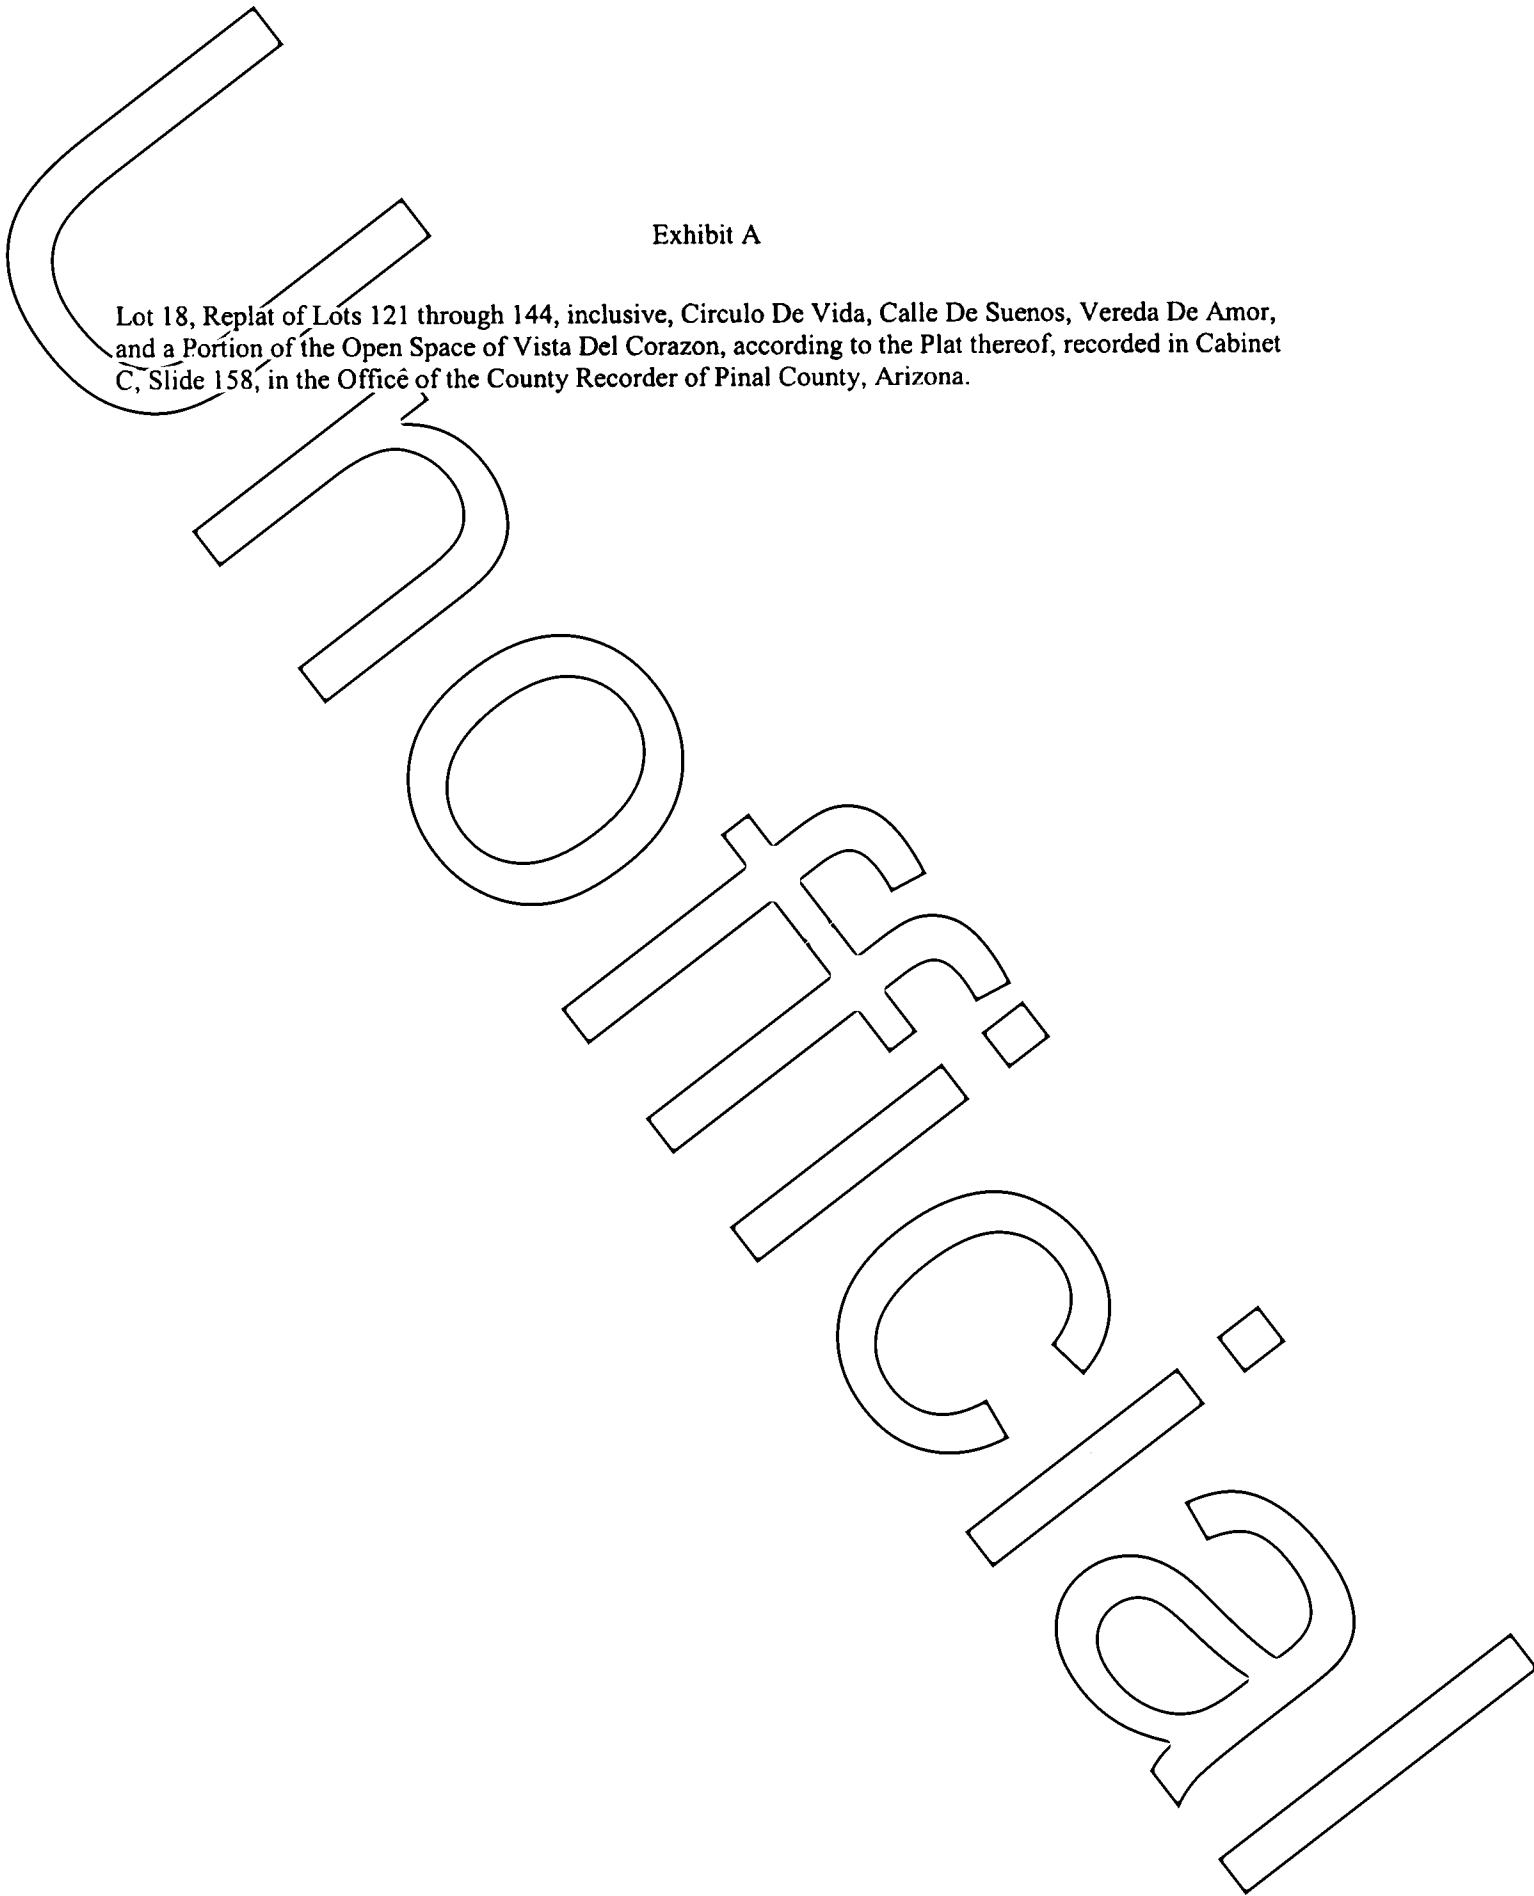 Exhibit A
Lot 18, Replat of Lots 121 through 144, inclusive, Circulo De Vida, Calle De Suenos, Vereda De Amor,
and a Portion of the Open Space of Vista Del Corazon, according to the Plat thereof, recorded in Cabinet
C, Slide 158, in the Office of the County Recorder of Pinal County, Arizona.
Unofficial